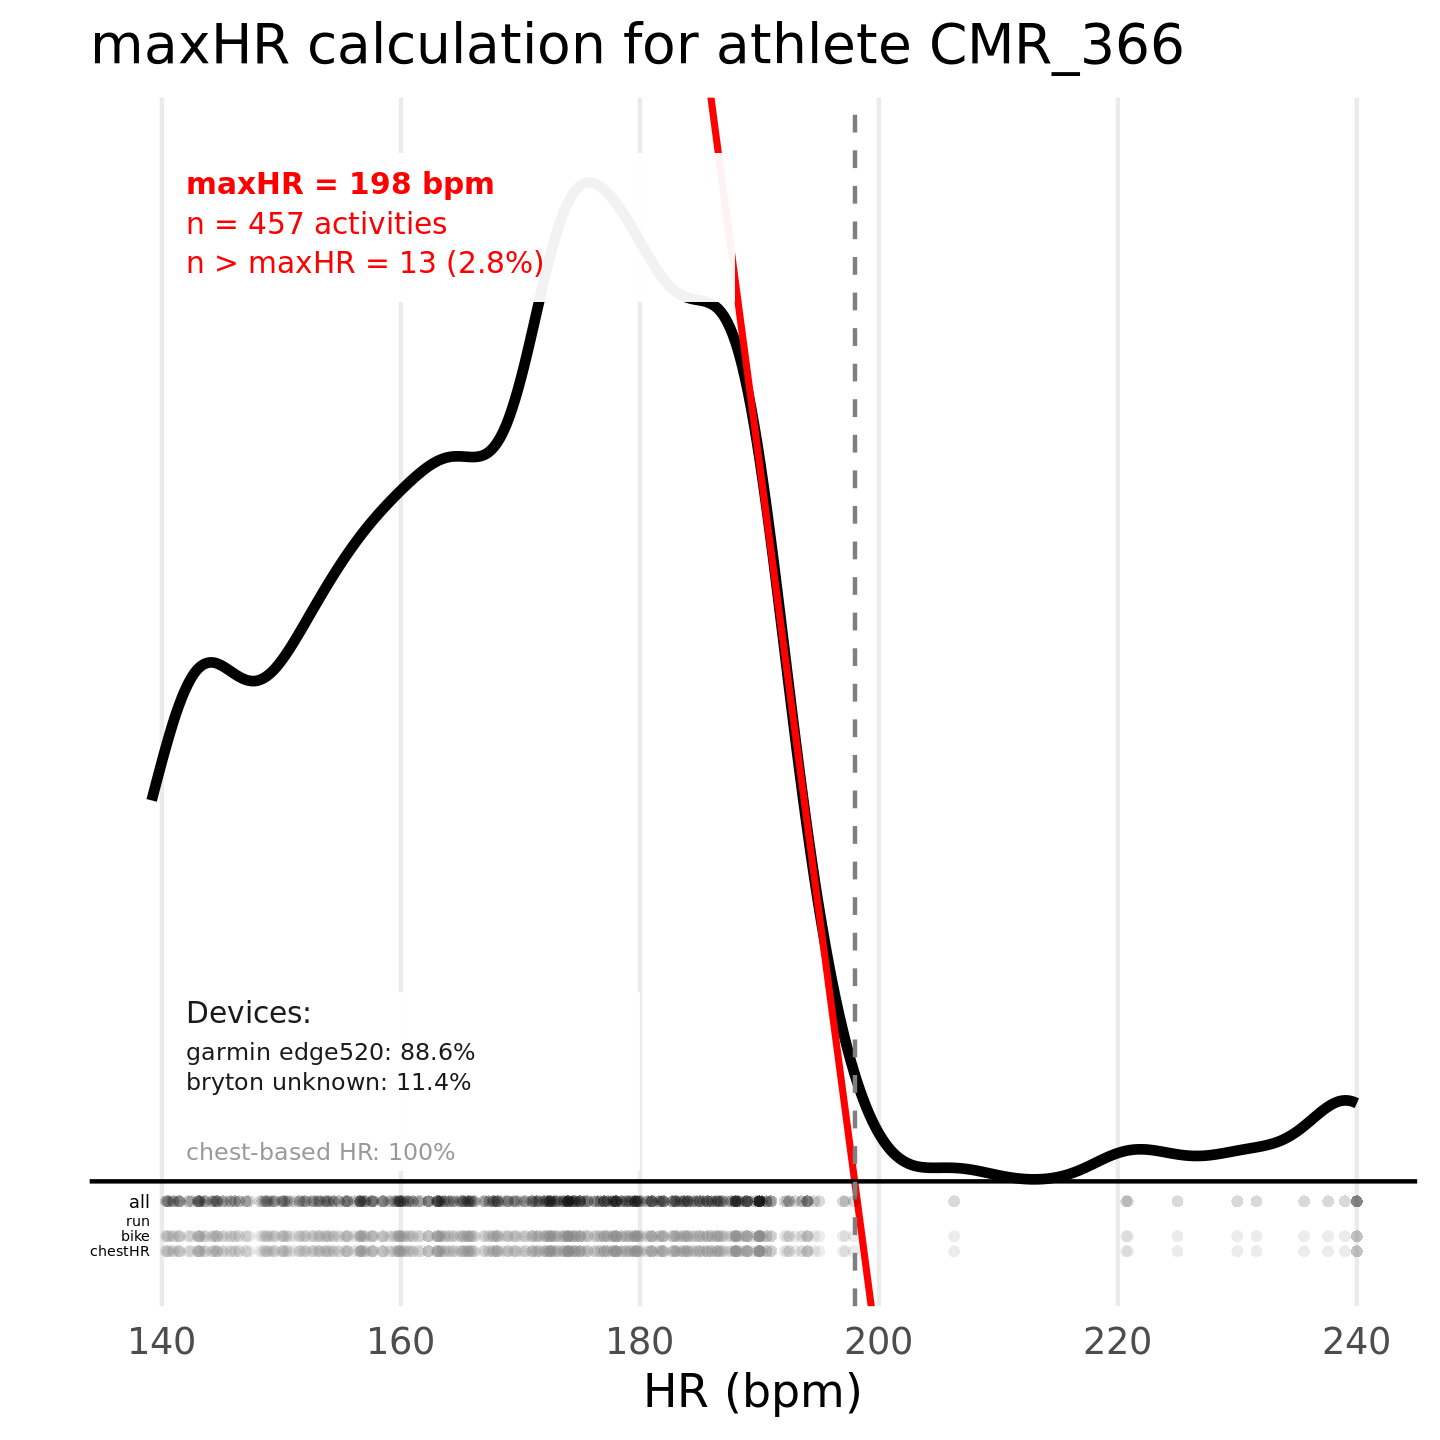 maxHR calculation for athlete CMR_366
maxHR = 198 bpm
n = 457 activities
n > maxHR = 13 (2.8%)
Devices:
garmin edge520: 88.6%
bryton unknown: 11.4%
chest-based HR: 100%
all
run
bike
chestHR
140 160 180 200 220 240
HR (bpm)